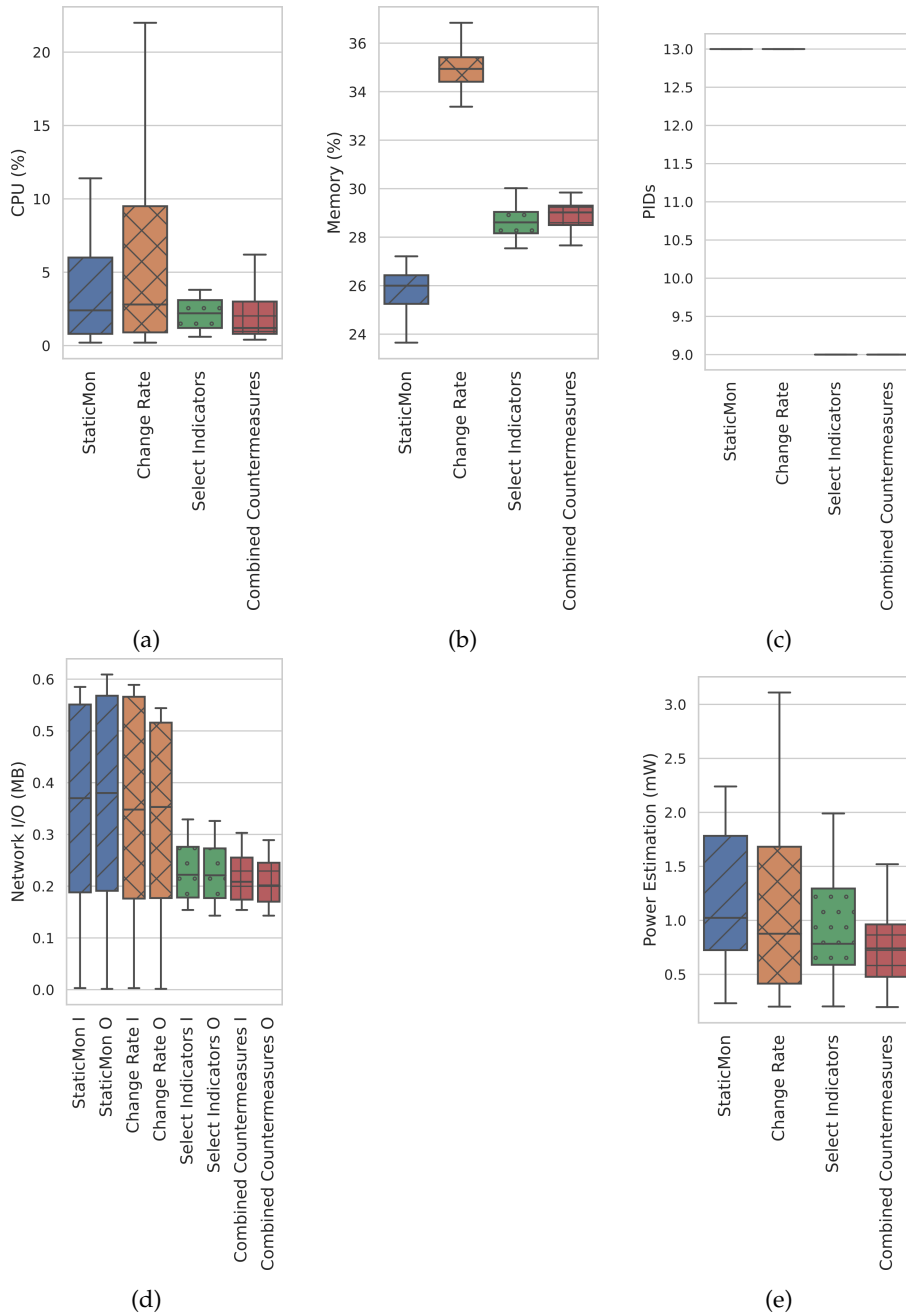 CPU (%)
20
15
10
5
0
StaticMon
Change Rate
Select Indicators
Combined Countermeasures
(a)
Memory (%)
36
34
32
30
28
26
24
StaticMon
Change Rate
Select Indicators
Combined Countermeasures
(b)
PIDs
13.0
12.5
12.0
11.5
11.0
10.5
10.0
9.5
9.0
StaticMon
Change Rate
Select Indicators
Combined Countermeasures
(c)
Network I/O (MB)
0.6
0.5
0.4
0.3
0.2
0.1
0.0
StaticMon I
StaticMon O
Change Rate I
Change Rate O
Select Indicators I
Select Indicators O
Combined Countermeasures I
Combined Countermeasures O
(d)
Power Estimation (mW)
3.0
2.5
2.0
1.5
1.0
0.5
StaticMon
Change Rate
Select Indicators
Combined Countermeasures
(e)